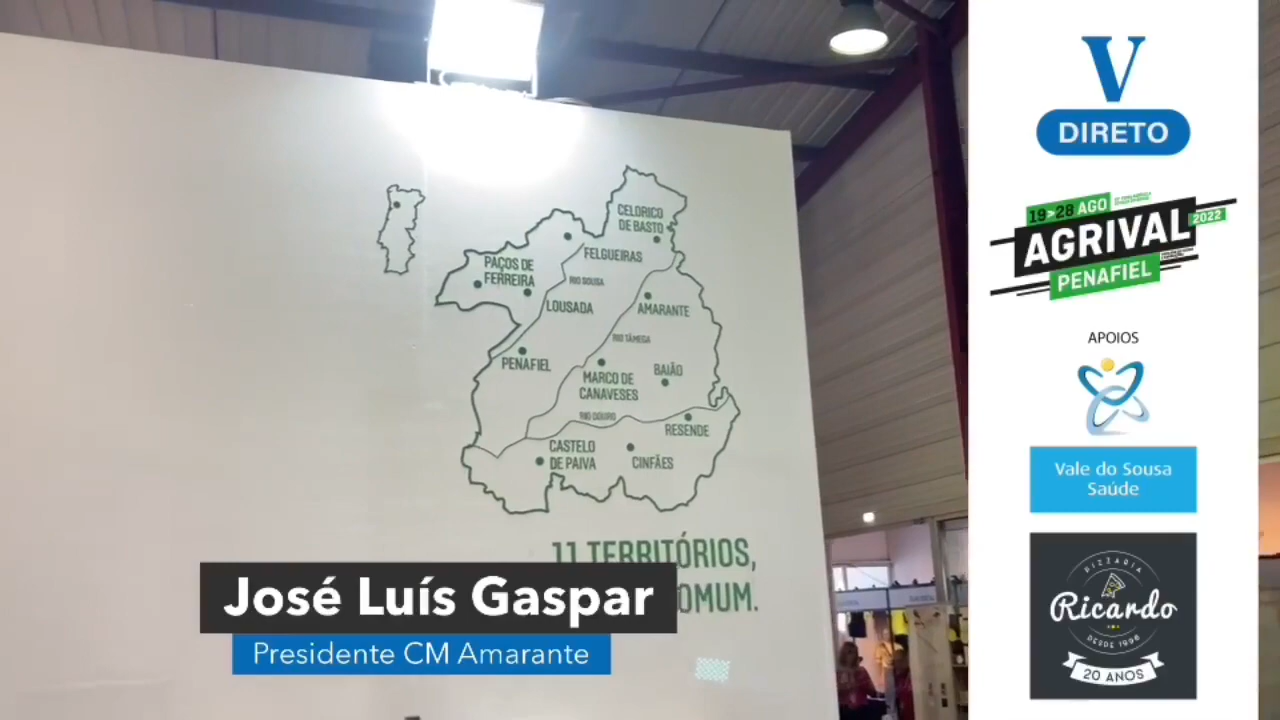 CELORICO
DE BASTO
FELGUEIRAS
PAÇOS DE
FERREIRA
RIO SOUSA
LOUSADA
AMARANTE
RIO TÂMEGA
PENAFIEL
BAIÃO
MARCO DE
CANAVESES
RIO DOURO
RESENDE
CASTELO
DE PAIVA
CINFÃES
11 TERRITÓRIOS,
José Luís Gaspar
Presidente CM Amarante
V
DIRETO
19>28 AGO
2022
AGRIVAL
PENAFIEL
APOIOS
Vale do Sousa
Saúde
PIZZARIA
Ricardo
DESDE 1998
20 ANOS